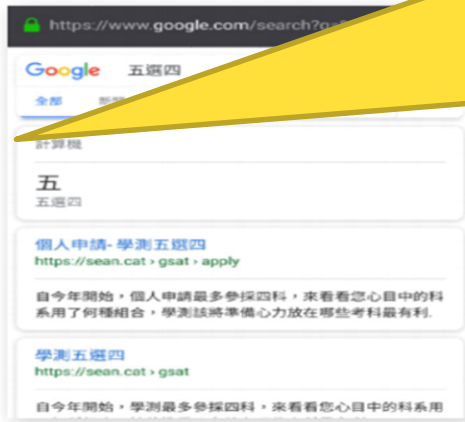 https://www.google.com/search?
Google 五選四
全部
計算機
五
五選四
個人申請- 學測五選四
https://sean.cat › gsat › apply
自今年開始，個人申請最多參採四科，來看看您心目中的科
系用了何種組合，學測該將準備心力放在哪些考科最有利.
學測五選四
https://sean.cat › gsat
自今年開始，學測最多參採四科，來看看您心目中的科系用